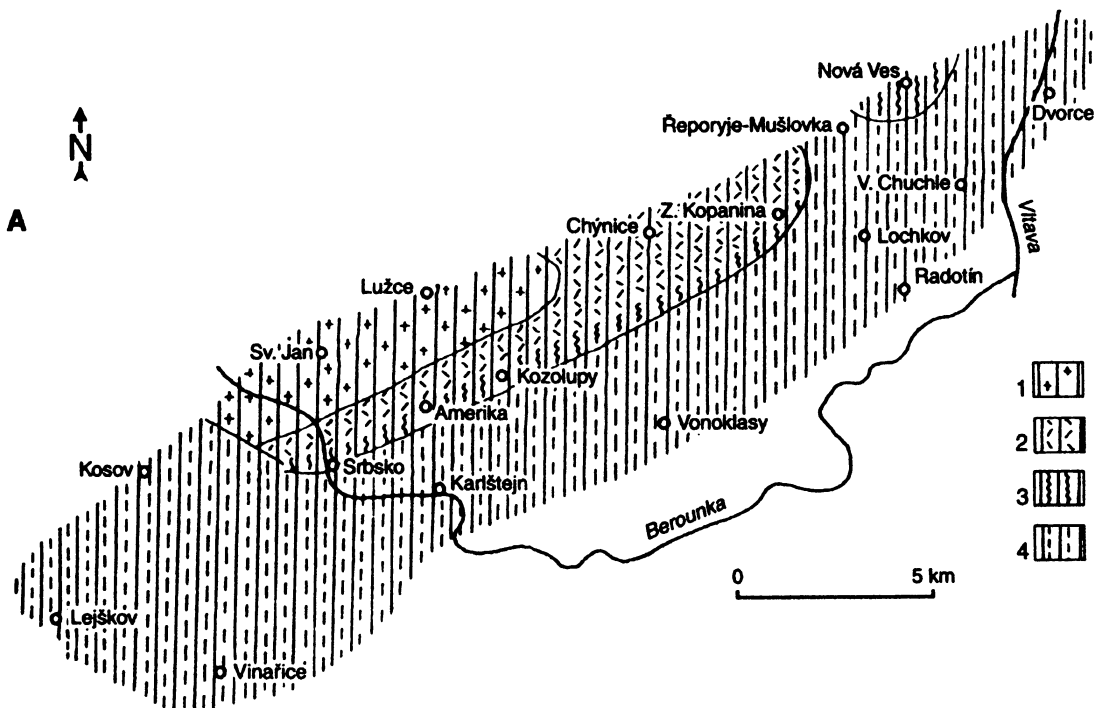 Nová Ves
Dvorce
Řeporyje-Mušlovka
N
V. Chuchle
A
Z. Kopanina
Vltava
Chýnice
Lochkov
Radotín
Lužce
Sv. Jan
Kozolupy
1
Amerika
Vonoklasy
2
Kosov
Srbsko
Karlštejn
3
Berounka
4
0 5 km
Lejškov
Vinařice